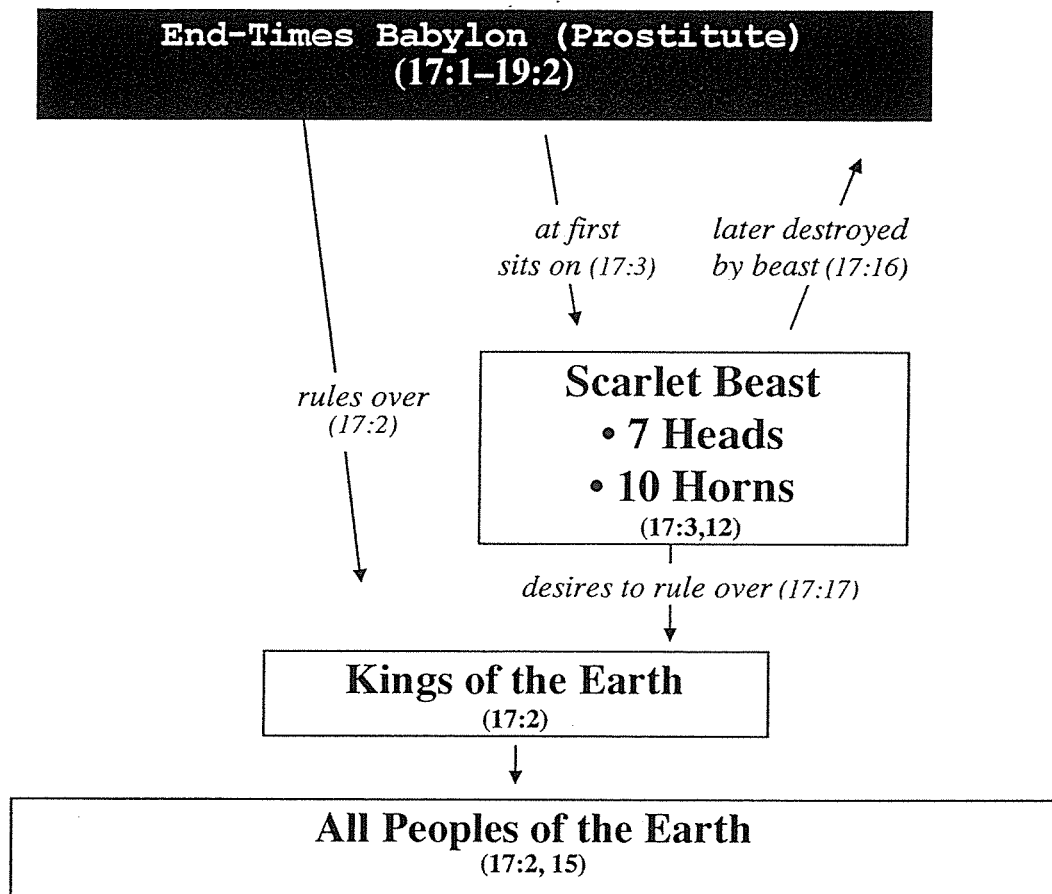 End-Times Babylon (Prostitute)
(17:1–19:2)
at first
sits on (17:3)
later destroyed
by beast (17:16)
rules over
(17:2)
Scarlet Beast
• 7 Heads
• 10 Horns
(17:3,12)
desires to rule over (17:17)
Kings of the Earth
(17:2)
All Peoples of the Earth
(17:2, 15)